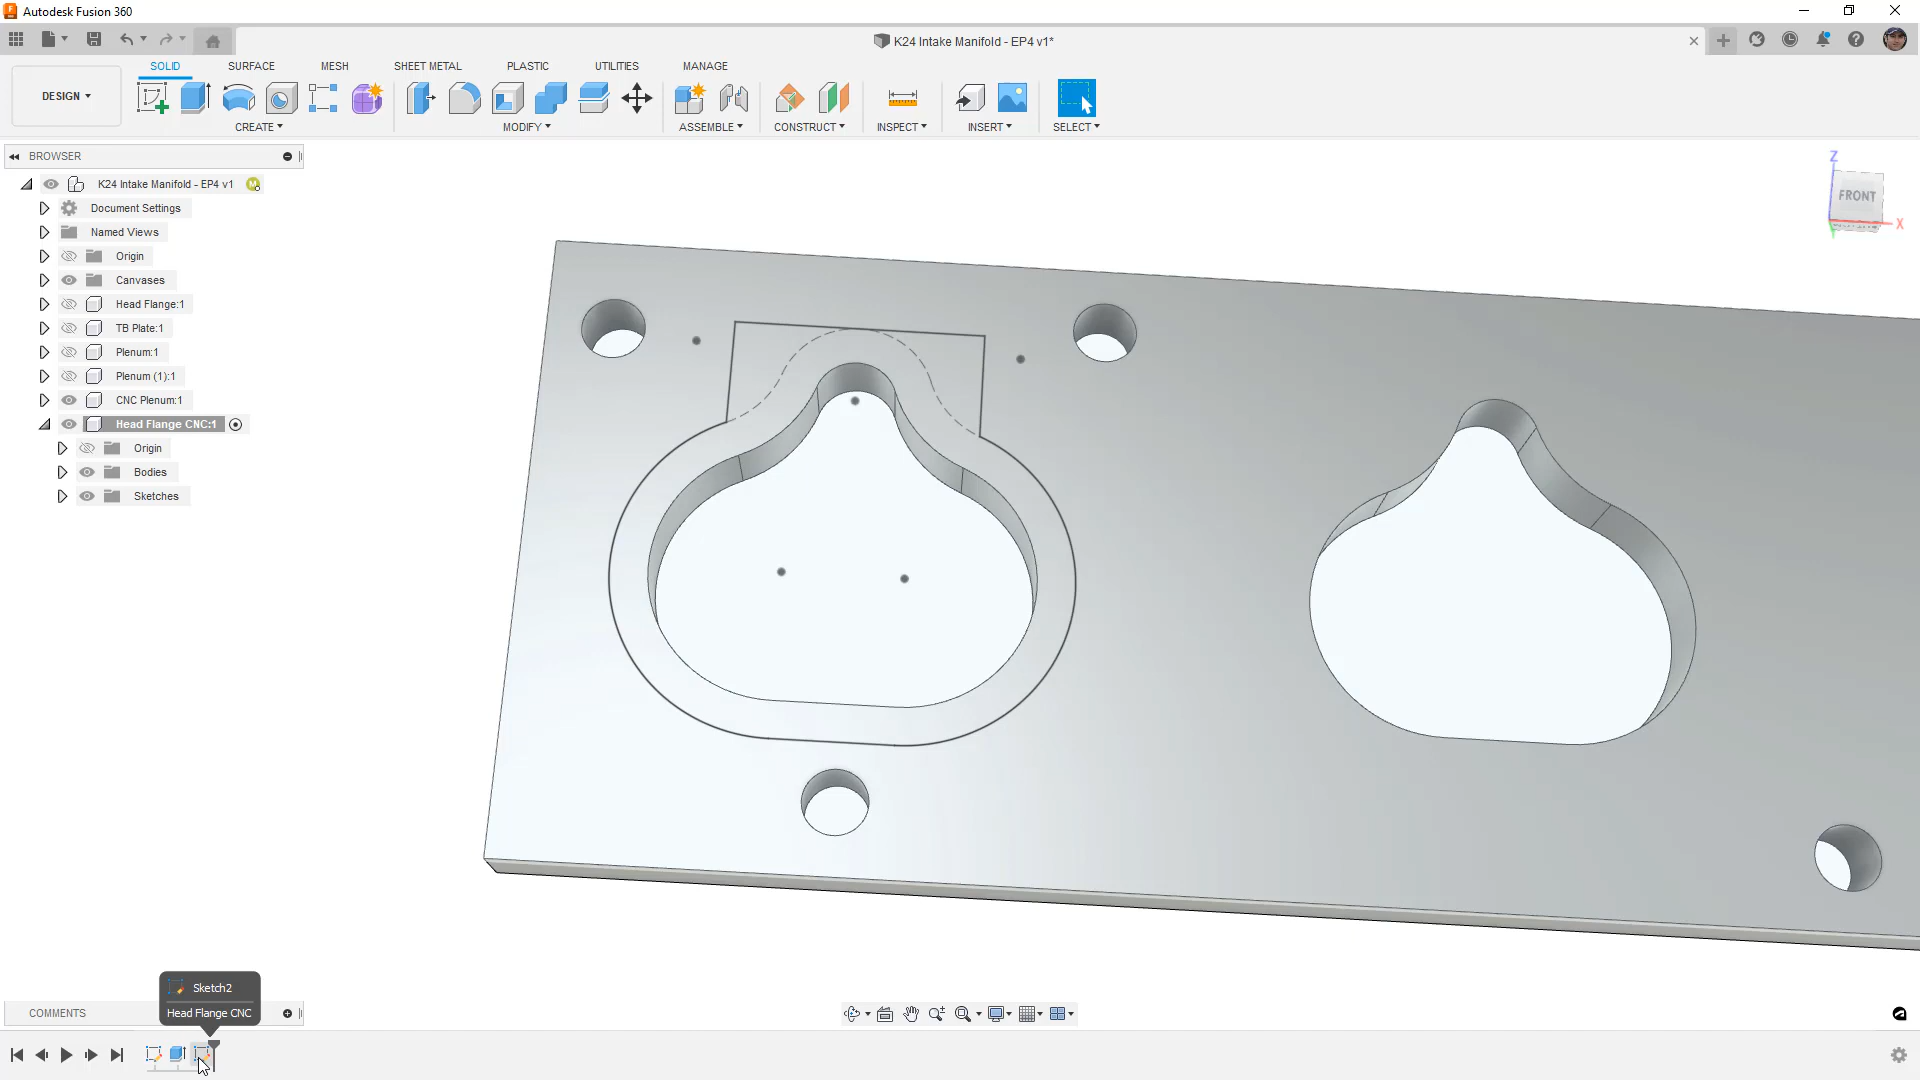 Autodesk Fusion 360
K24 Intake Manifold - EP4 v1*
DESIGN
SOLID
SURFACE
MESH
SHEET METAL
PLASTIC
UTILITIES
MANAGE
CREATE
MODIFY
ASSEMBLE
CONSTRUCT
INSPECT
INSERT
SELECT
BROWSER
K24 Intake Manifold - EP4 v1
Document Settings
Named Views
Origin
Canvases
Head Flange:1
TB Plate:1
Plenum:1
Plenum (1):1
CNC Plenum:1
Head Flange CNC:1
Origin
Bodies
Sketches
Z
FRONT
X
Sketch2
Head Flange CNC
COMMENTS